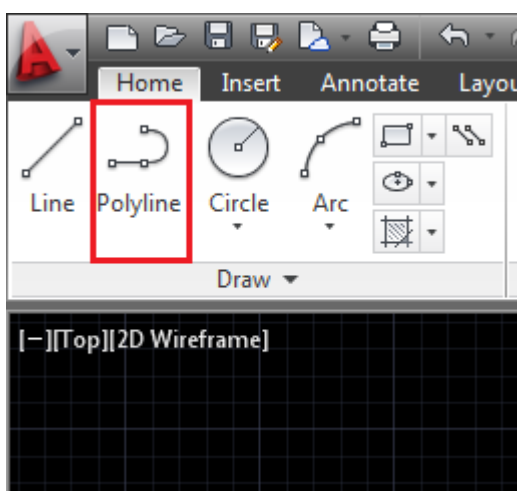 Home Insert Annotate Layou
Line Polyline Circle Arc
Draw
[−][Top][2D Wireframe]